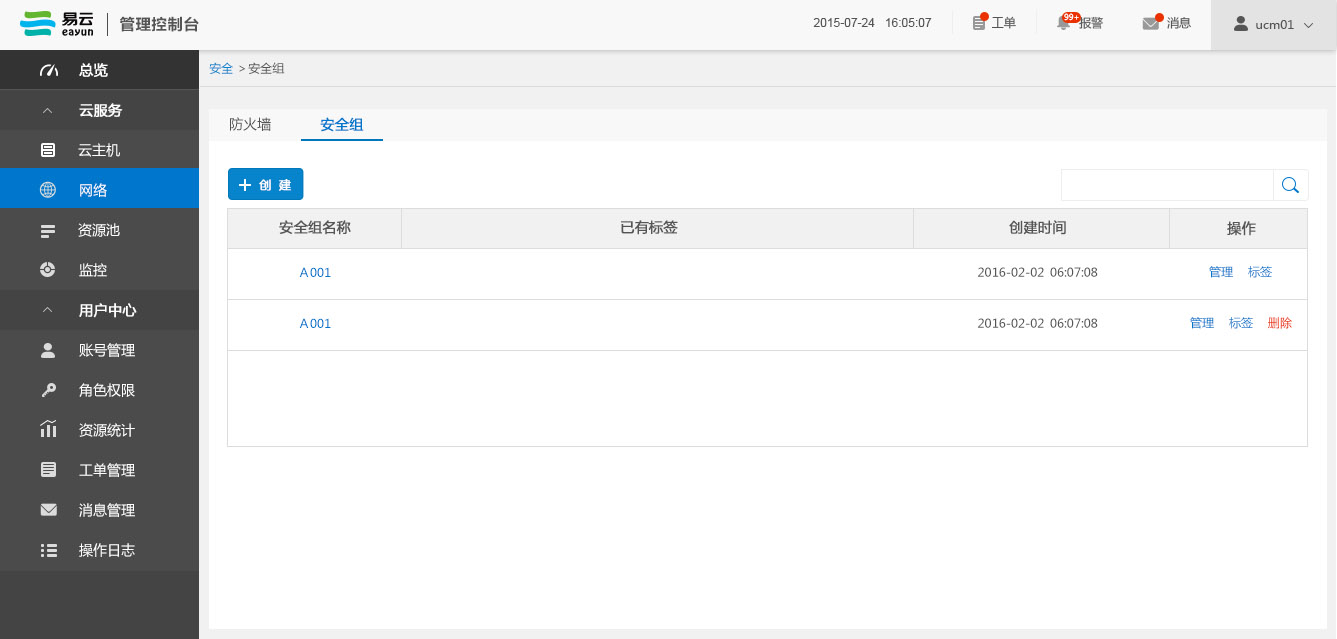 易云
eayun
管理控制台
2015-07-24 16:05:07
工单
99+
报警
消息
ucm01
总览
云服务
云主机
网络
资源池
监控
用户中心
账号管理
角色权限
资源统计
工单管理
消息管理
操作日志
安全 > 安全组
防火墙 安全组
+ 创 建
安全组名称 已有标签 创建时间 操作
A001 2016-02-02 06:07:08 管理 标签
A001 2016-02-02 06:07:08 管理 标签 删除